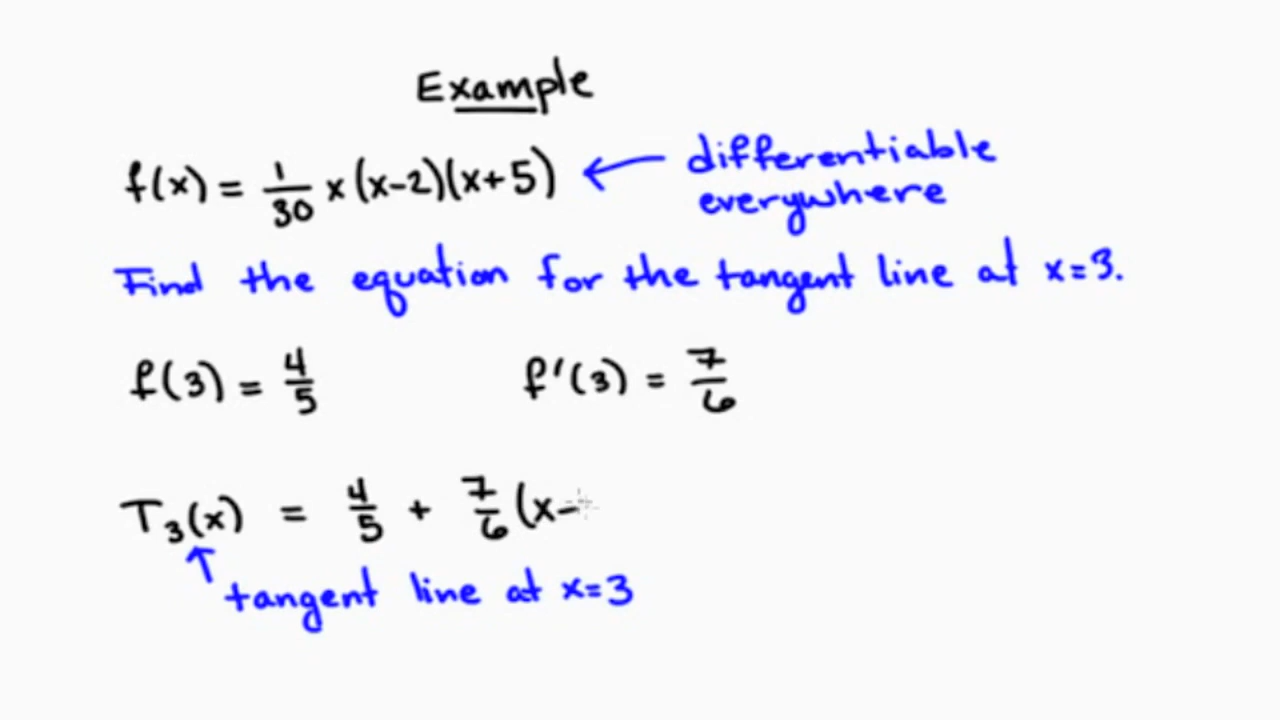 Example
f(x) = 1/30 x(x-2)(x+5) ← differentiable
everywhere
Find the equation for the tangent line at x=3.
f(3) = 4/5 f'(3) = 7/6
T₃(x) = 4/5 + 7/6 (x-
↑ tangent line at x=3